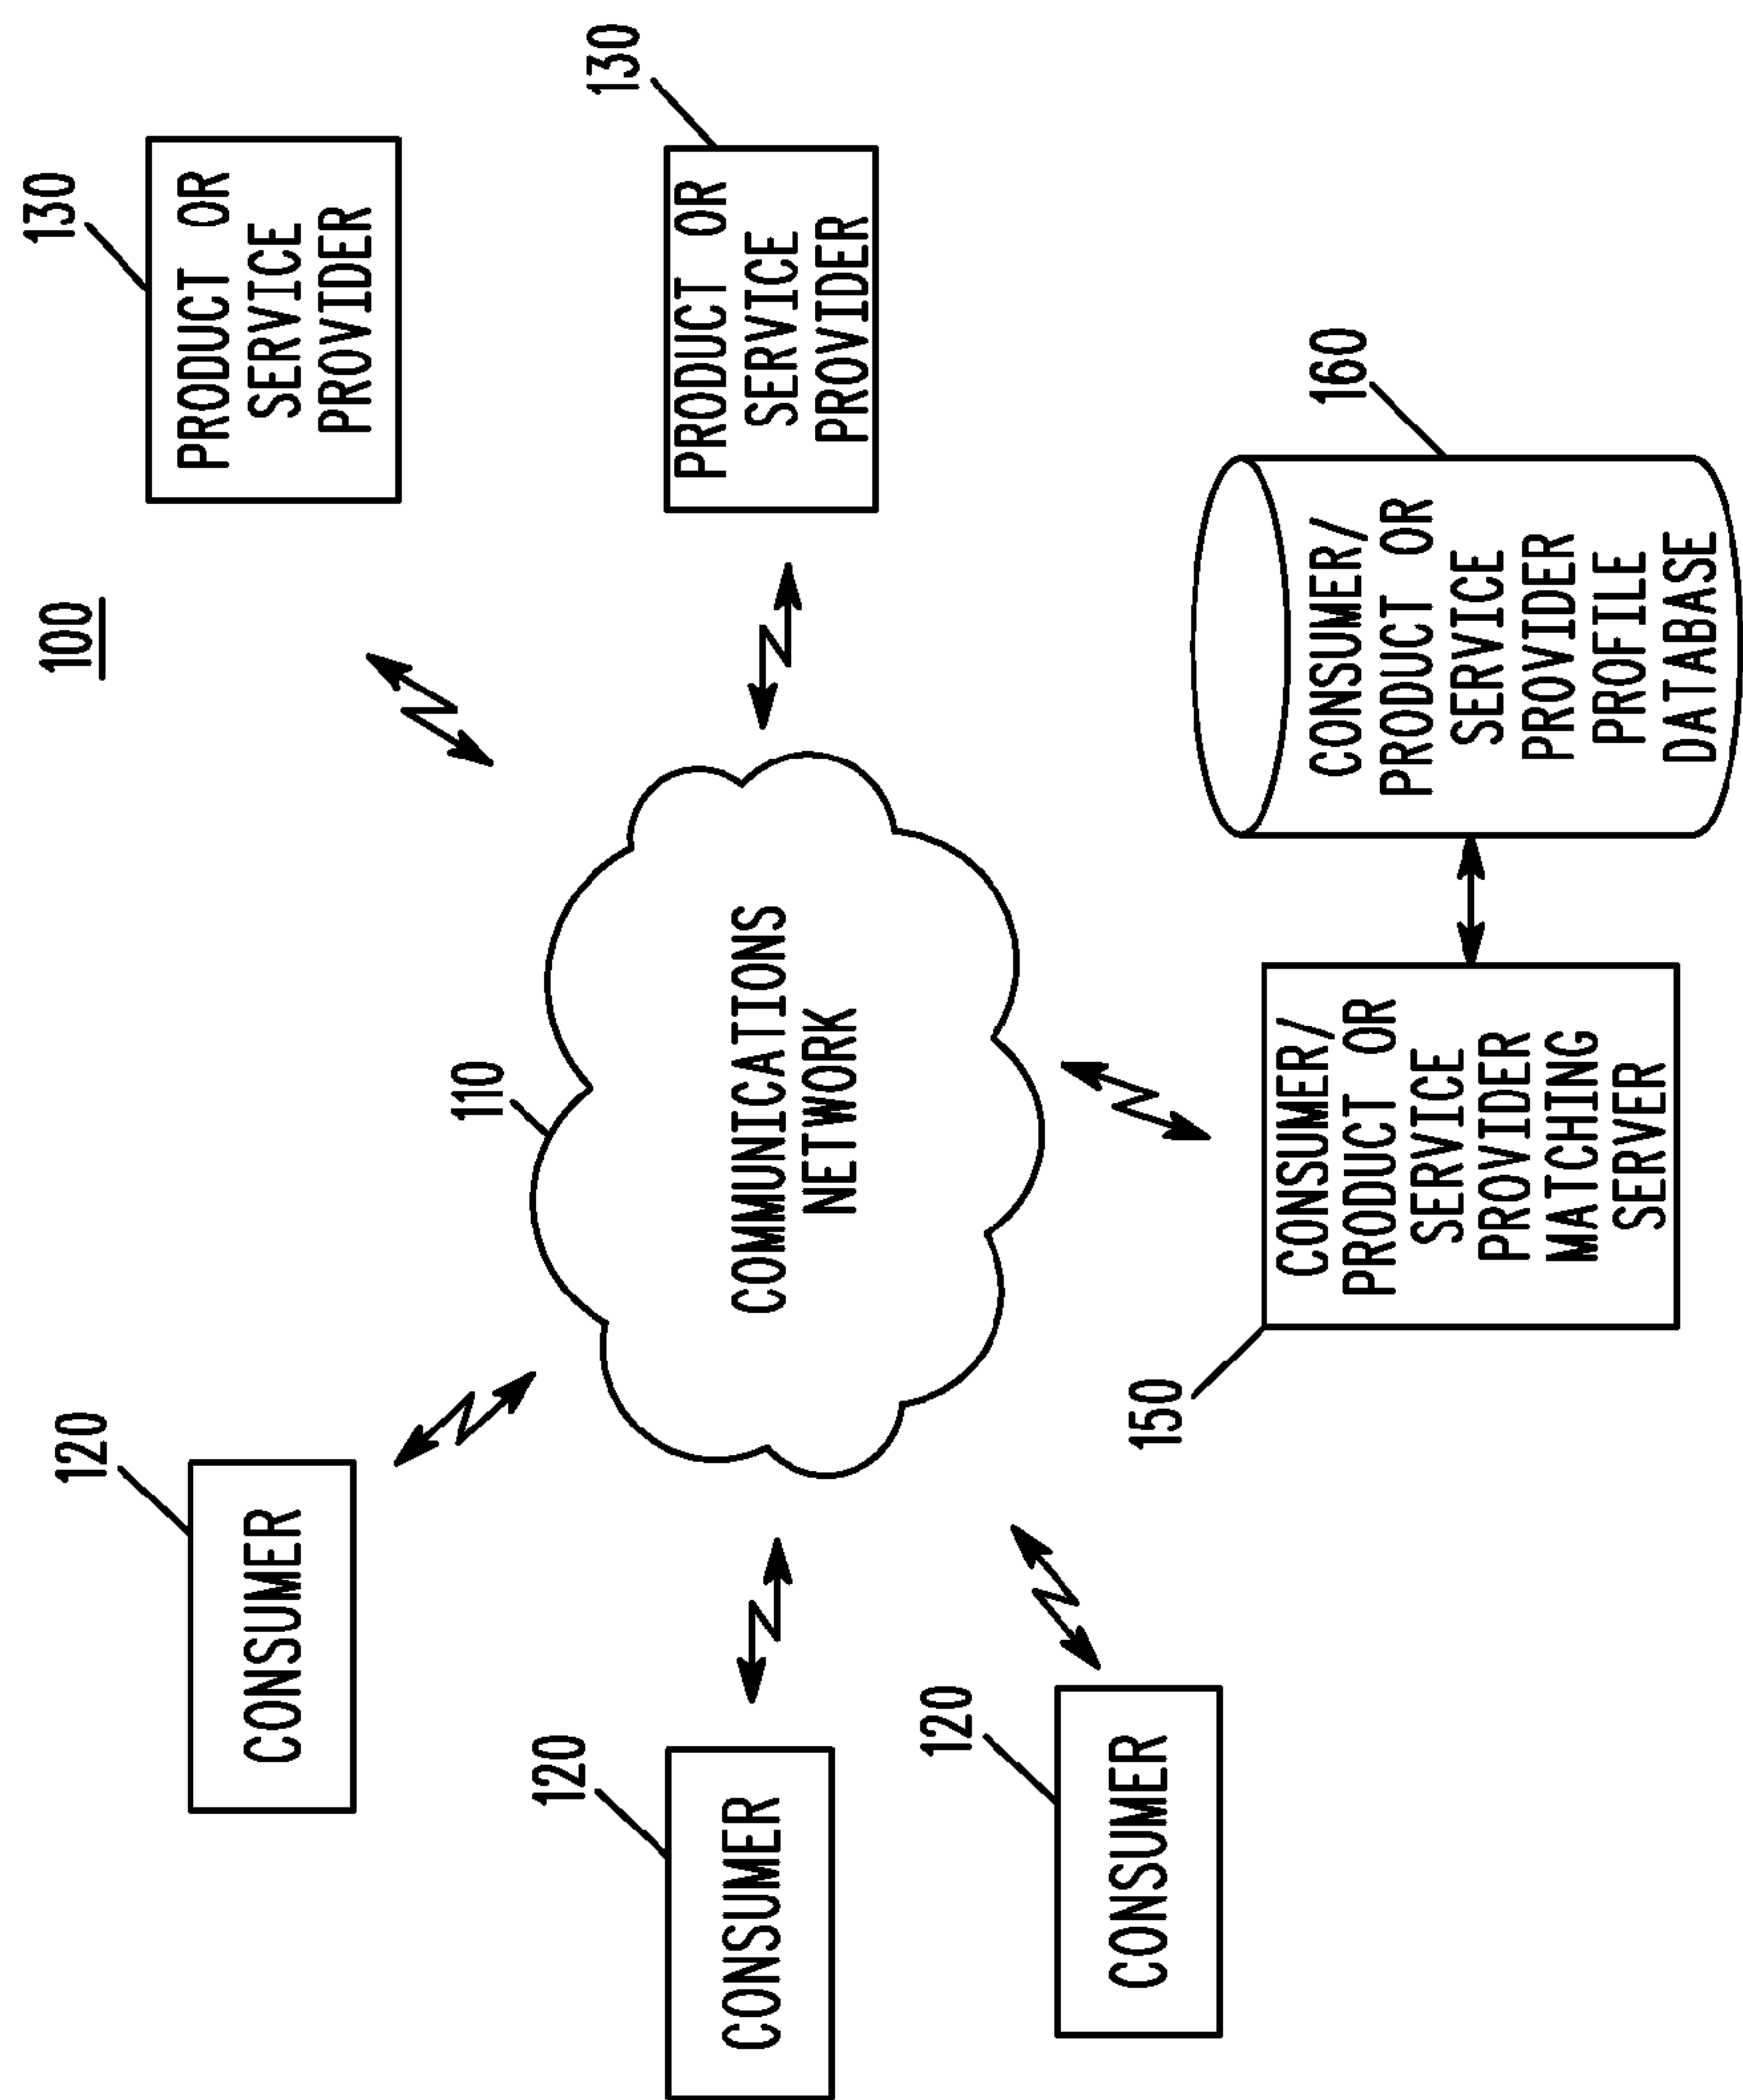 100
120
CONSUMER
130
PRODUCT OR
SERVICE
PROVIDER
110
COMMUNICATIONS
NETWORK
120
CONSUMER
130
PRODUCT OR
SERVICE
PROVIDER
120
CONSUMER
150
CONSUMER/
PRODUCT OR
SERVICE
PROVIDER
MATCHING
SERVER
160
CONSUMER/
PRODUCT OR
SERVICE
PROVIDER
PROFILE
DATABASE